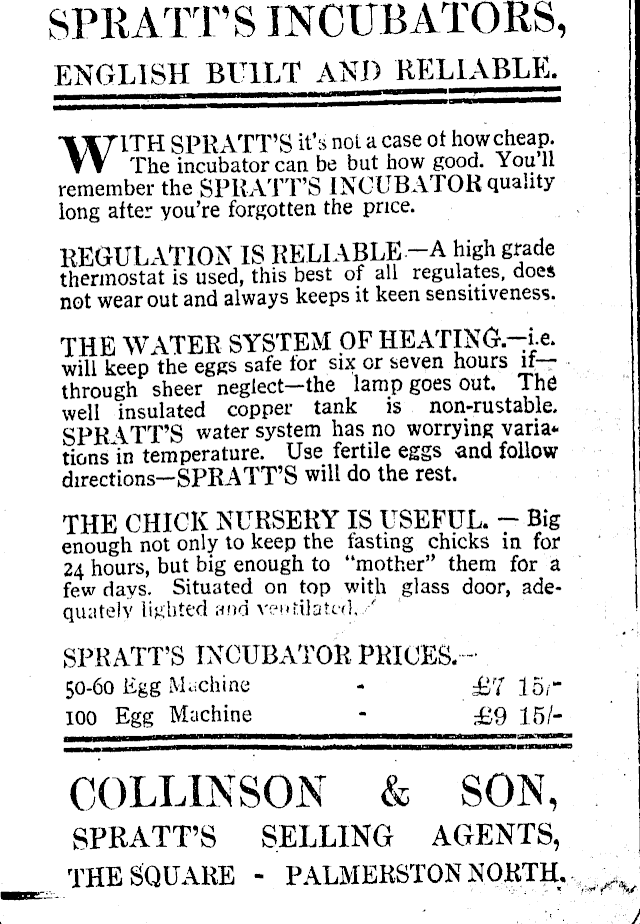 SPRATT'S INCUBATORS,
ENGLISH BUILT AND RELIABLE.
WITH SPRATT'S it's not a case of how cheap.
The incubator can be but how good. You'll
remember the SPRATT'S INCUBATOR quality
long after you're forgotten the price.
REGULATION IS RELIABLE.—A high grade
thermostat is used, this best of all regulates, does
not wear out and always keeps it keen sensitiveness.
THE WATER SYSTEM OF HEATING.—i.e.
will keep the eggs safe for six or seven hours if—
through sheer neglect—the lamp goes out. The
well insulated copper tank is non-rustable.
SPRATT'S water system has no worrying varia-
tions in temperature. Use fertile eggs and follow
directions—SPRATT'S will do the rest.
THE CHICK NURSERY IS USEFUL. — Big
enough not only to keep the fasting chicks in for
24 hours, but big enough to "mother" them for a
few days. Situated on top with glass door, ade-
quately lighted and ventilated.
SPRATT'S INCUBATOR PRICES.—
50-60 Egg Machine - £7 15/-
100 Egg Machine - £9 15/-
COLLINSON & SON,
SPRATT'S SELLING AGENTS,
THE SQUARE - PALMERSTON NORTH.